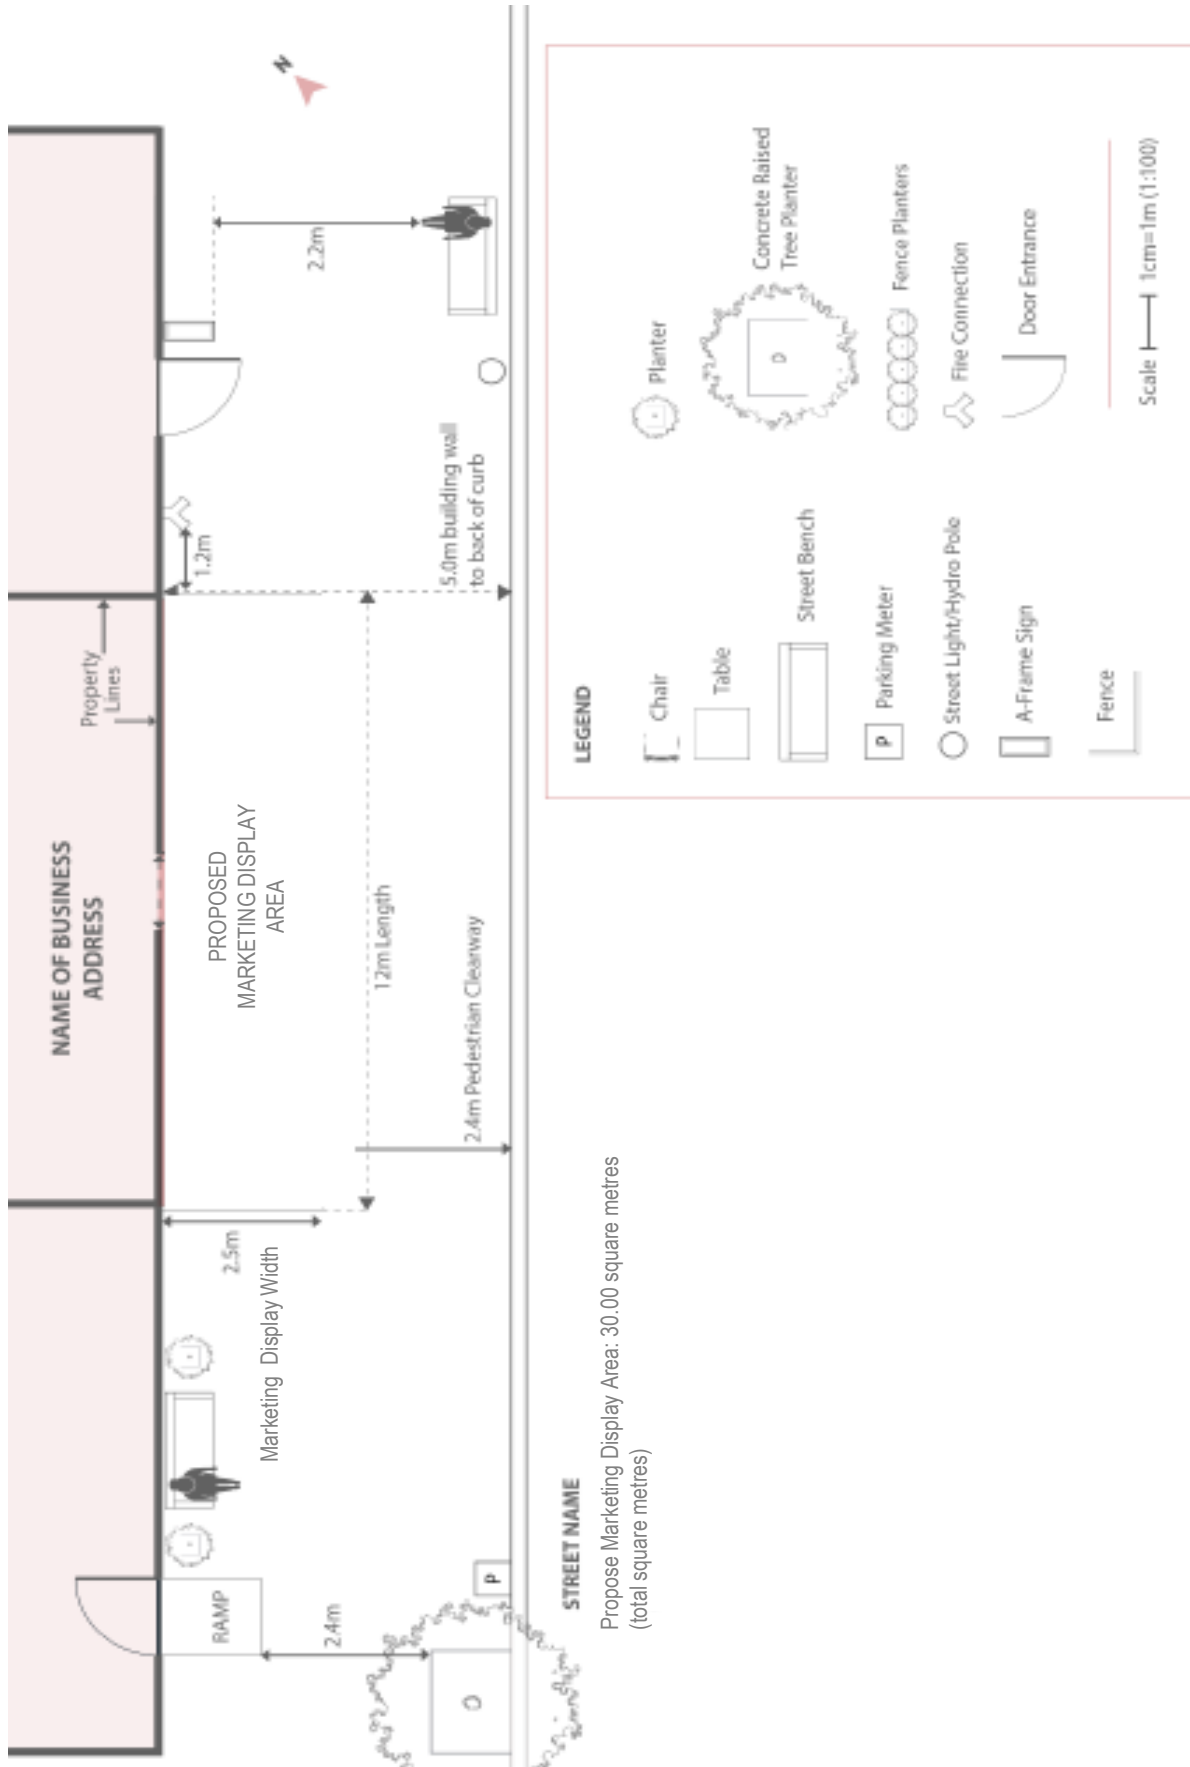 N
NAME OF BUSINESS
ADDRESS
Property
Lines
PROPOSED
MARKETING DISPLAY
AREA
12m Length
2.4m Pedestrian Clearway
5.0m building wall
to back of curb
1.2m
2.2m
2.5m
Marketing Display Width
RAMP
2.4m
O
P
STREET NAME
Propose Marketing Display Area: 30.00 square metres
(total square metres)
LEGEND
Chair
Table
Street Bench
P
Parking Meter
Street Light/Hydro Pole
A-Frame Sign
Fence
Planter
D
Concrete Raised
Tree Planter
Fence Planters
Fire Connection
Door Entrance
Scale 1cm=1m (1:100)